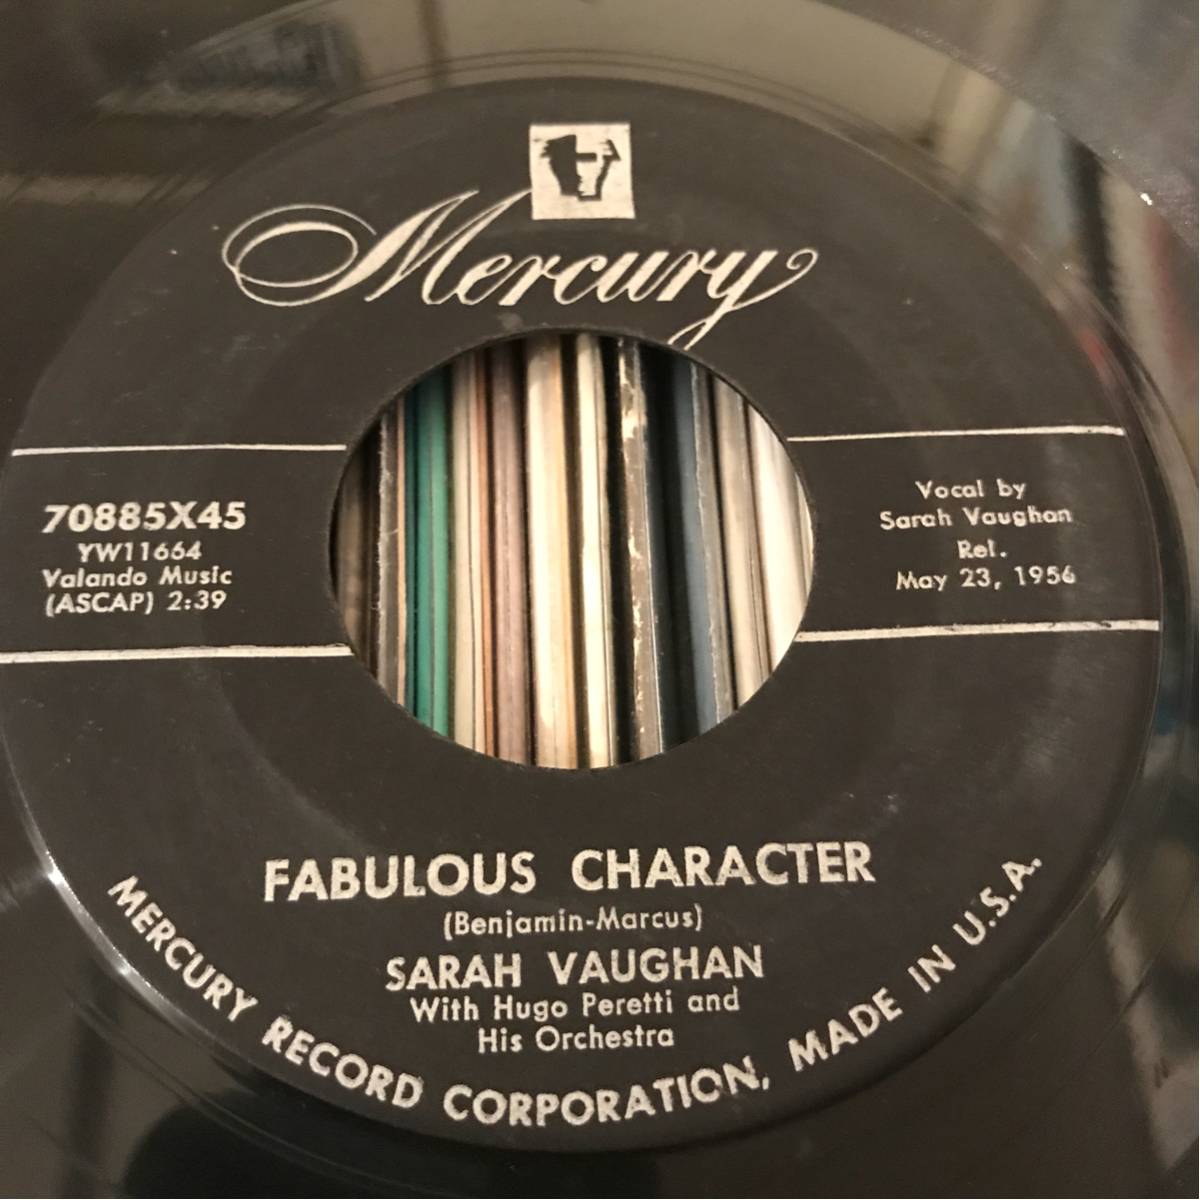 Mercury
70885X45
YW11664
Valando Music
(ASCAP) 2:39
Vocal by
Sarah Vaughan
Rel.
May 23, 1956
FABULOUS CHARACTER
(Benjamin-Marcus)
SARAH VAUGHAN
With Hugo Peretti and
His Orchestra
MERCURY RECORD CORPORATION, MADE IN U.S.A.